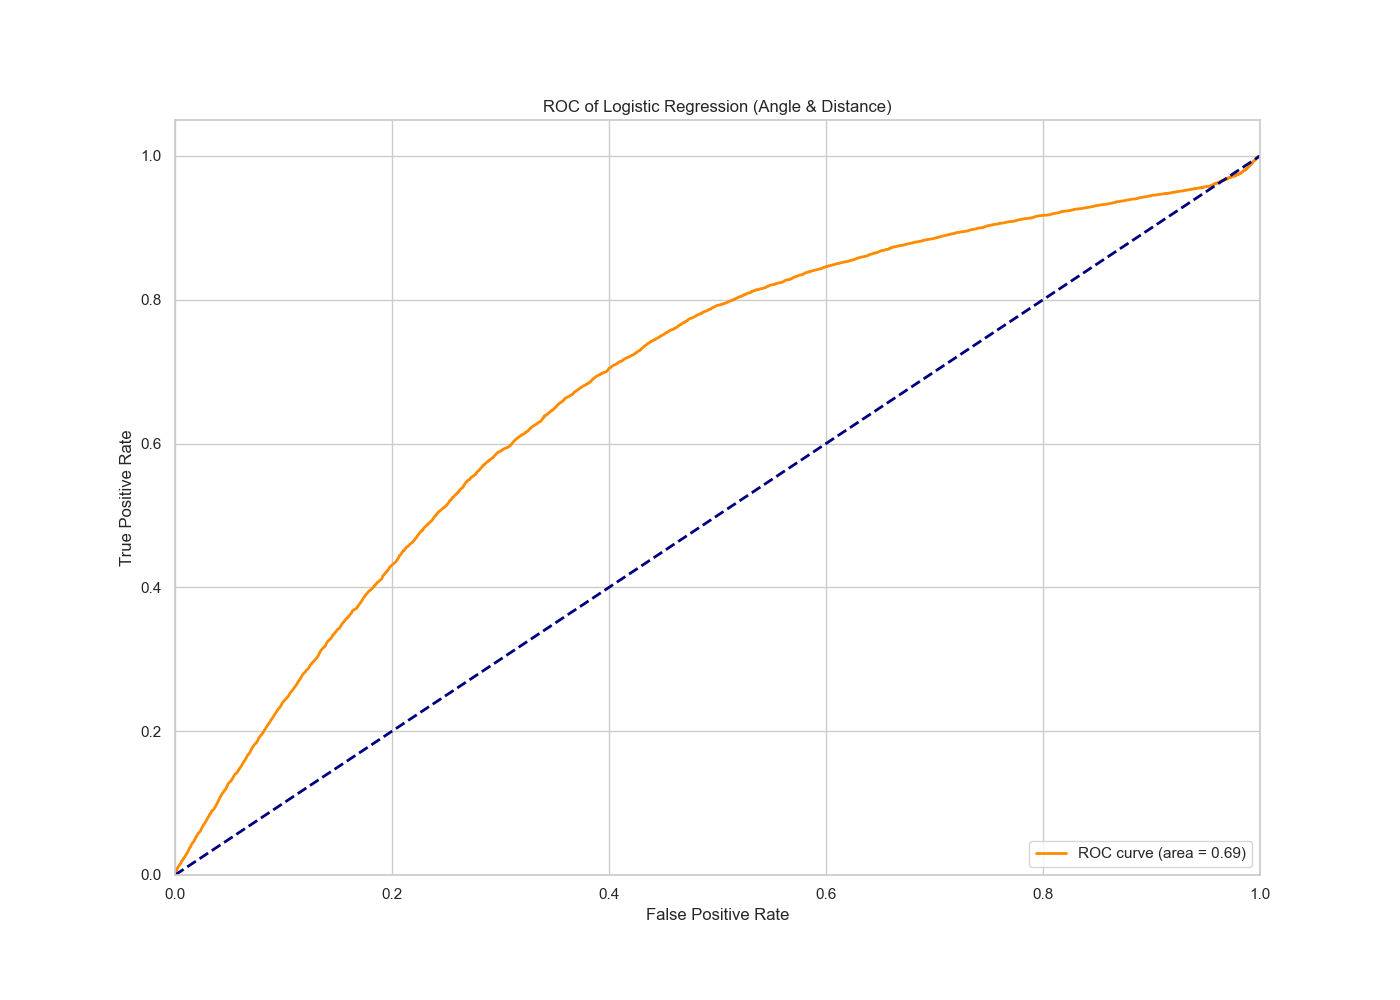 ROC of Logistic Regression (Angle & Distance)
1.0
0.8
0.6
0.4
0.2
0.0
True Positive Rate
0.0 0.2 0.4 0.6 0.8 1.0
False Positive Rate
ROC curve (area = 0.69)